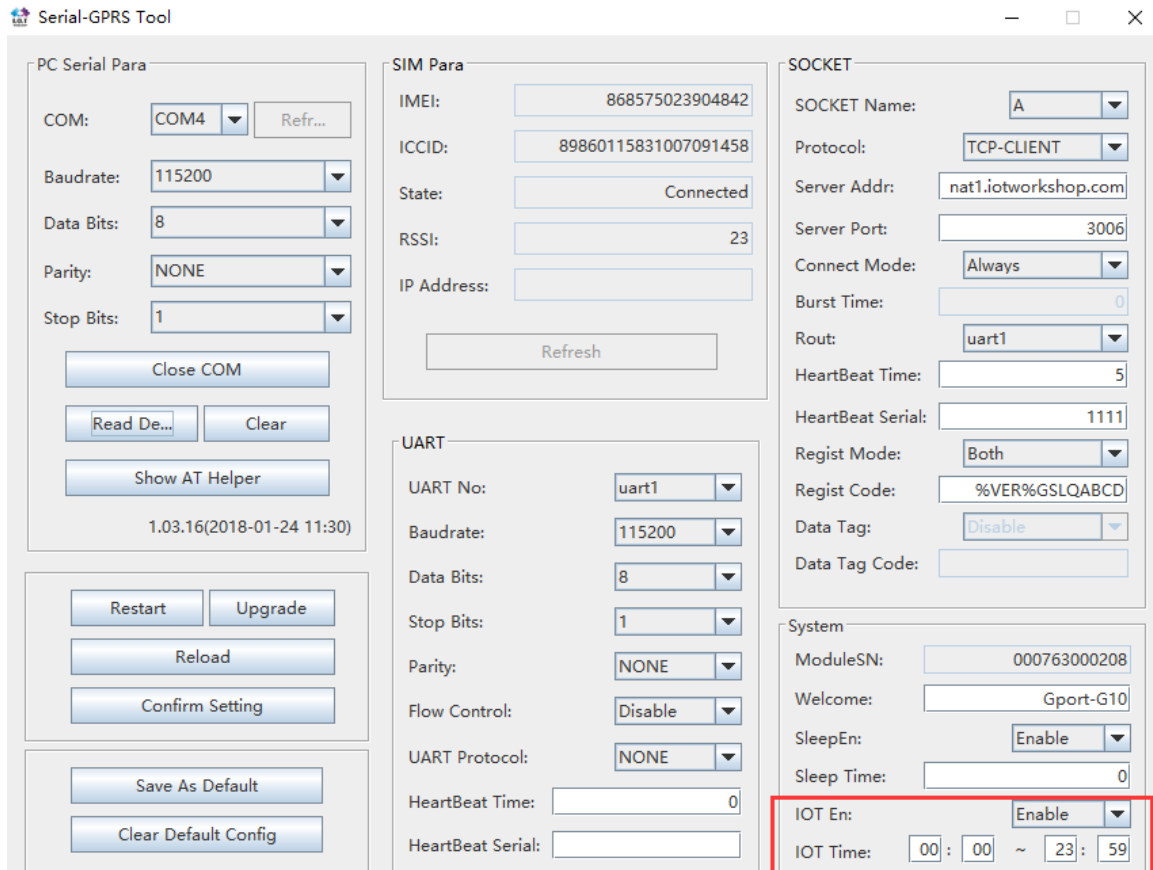 Serial-GPRS Tool
PC Serial Para
COM: COM4 Refr...
Baudrate: 115200
Data Bits: 8
Parity: NONE
Stop Bits: 1
Close COM
Read De... Clear
Show AT Helper
1.03.16(2018-01-24 11:30)
Restart Upgrade
Reload
Confirm Setting
Save As Default
Clear Default Config
SIM Para
IMEI: 868575023904842
ICCID: 89860115831007091458
State: Connected
RSSI: 23
IP Address:
Refresh
UART
UART No: uart1
Baudrate: 115200
Data Bits: 8
Stop Bits: 1
Parity: NONE
Flow Control: Disable
UART Protocol: NONE
HeartBeat Time: 0
HeartBeat Serial:
SOCKET
SOCKET Name: A
Protocol: TCP-CLIENT
Server Addr: nat1.iotworkshop.com
Server Port: 3006
Connect Mode: Always
Burst Time: 0
Rout: uart1
HeartBeat Time: 5
HeartBeat Serial: 1111
Regist Mode: Both
Regist Code: %VER%GSLQABCD
Data Tag: Disable
Data Tag Code:
System
ModuleSN: 000763000208
Welcome: Gport-G10
SleepEn: Enable
Sleep Time: 0
IOT En: Enable
IOT Time: 00 : 00 ~ 23 : 59